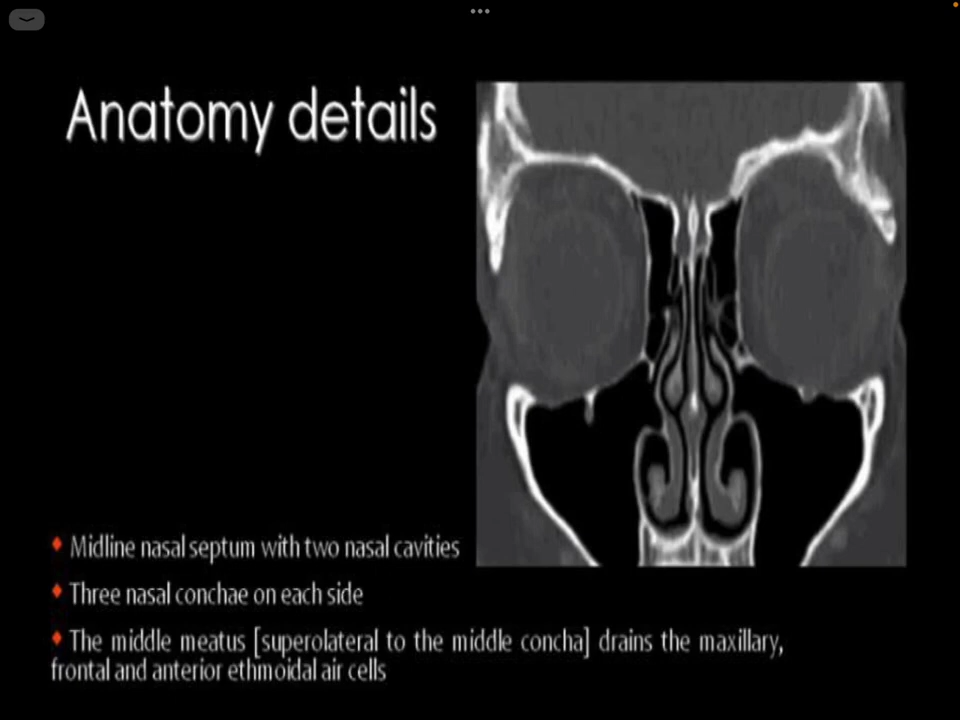 Anatomy details
Midline nasal septum with two nasal cavities
Three nasal conchae on each side
The middle meatus [superolateral to the middle concha] drains the maxillary,
frontal and anterior ethmoidal air cells